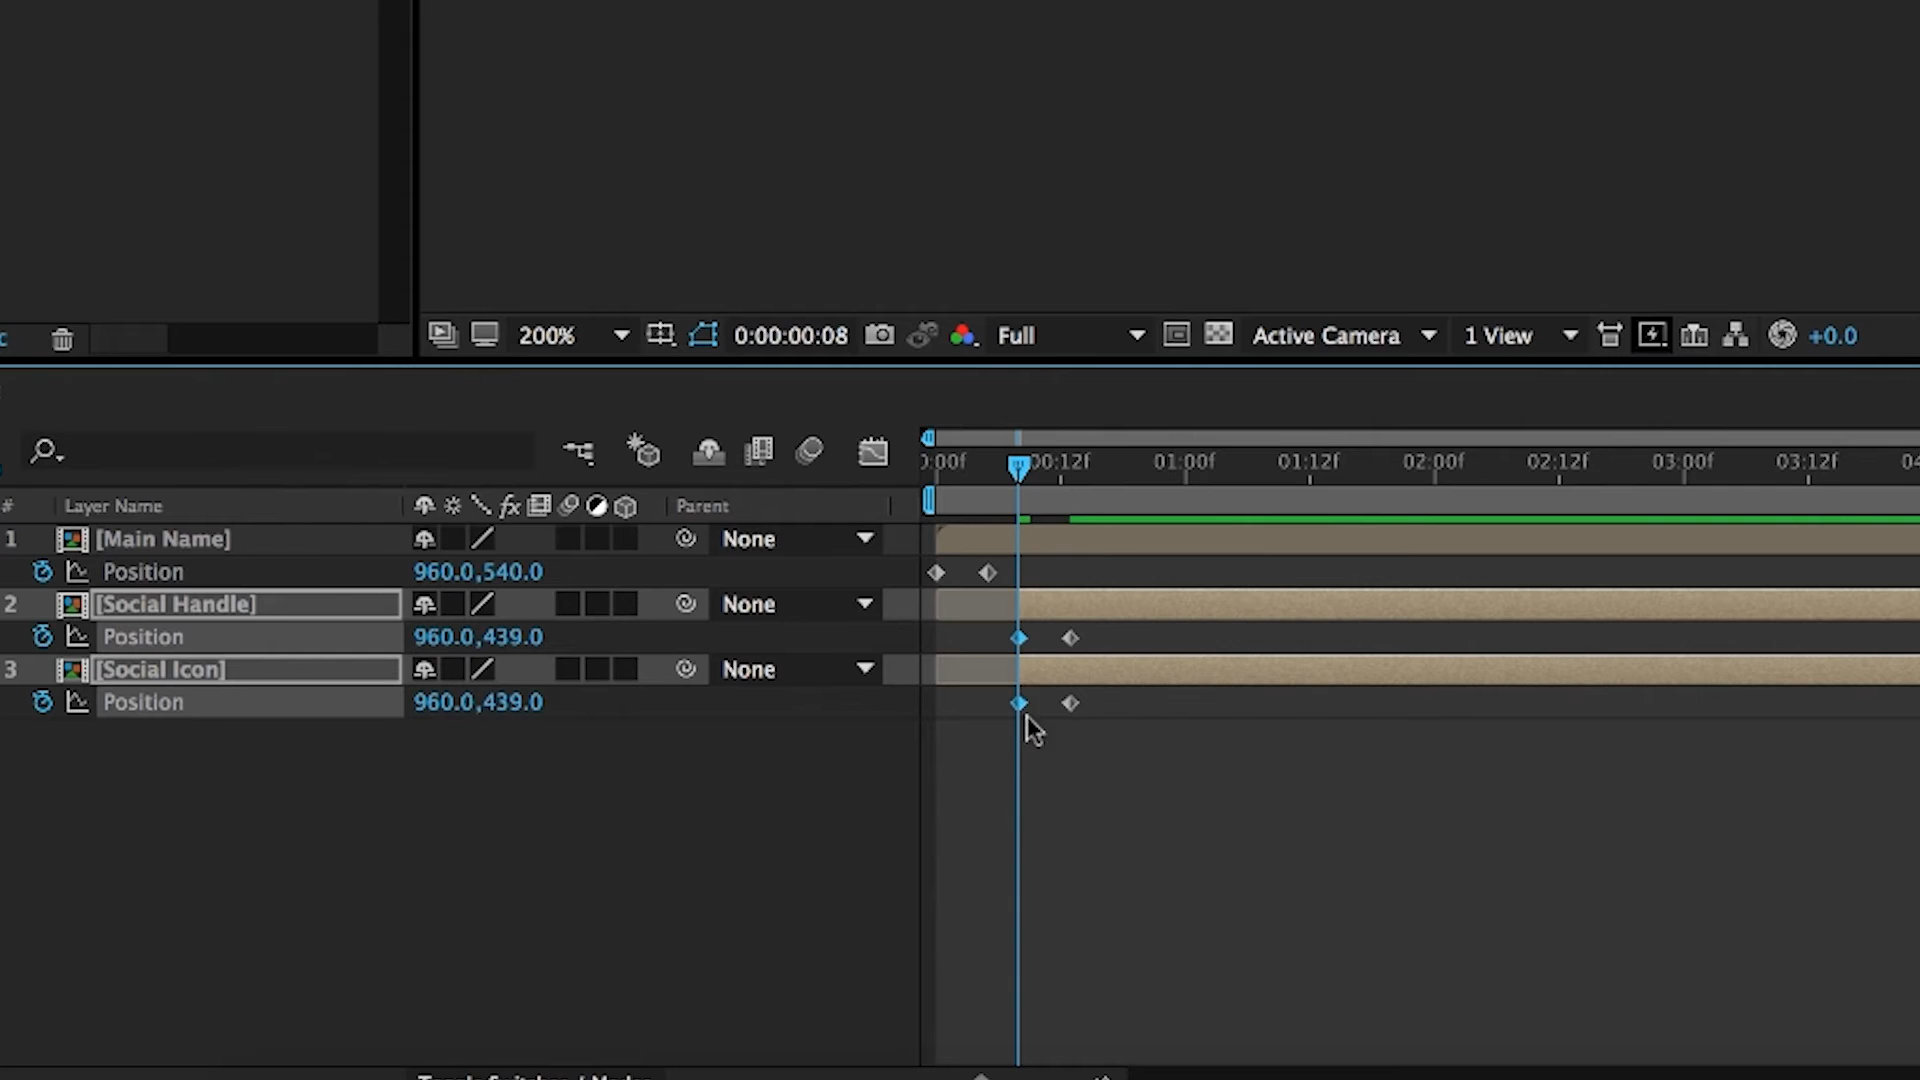 200% 0:00:00:08 Full Active Camera 1 View +0.0
0:00f 00:12f 01:00f 01:12f 02:00f 02:12f 03:00f 03:12f
# Layer Name fx Parent
1 [Main Name] None
Position 960.0,540.0
2 [Social Handle] None
Position 960.0,439.0
3 [Social Icon] None
Position 960.0,439.0